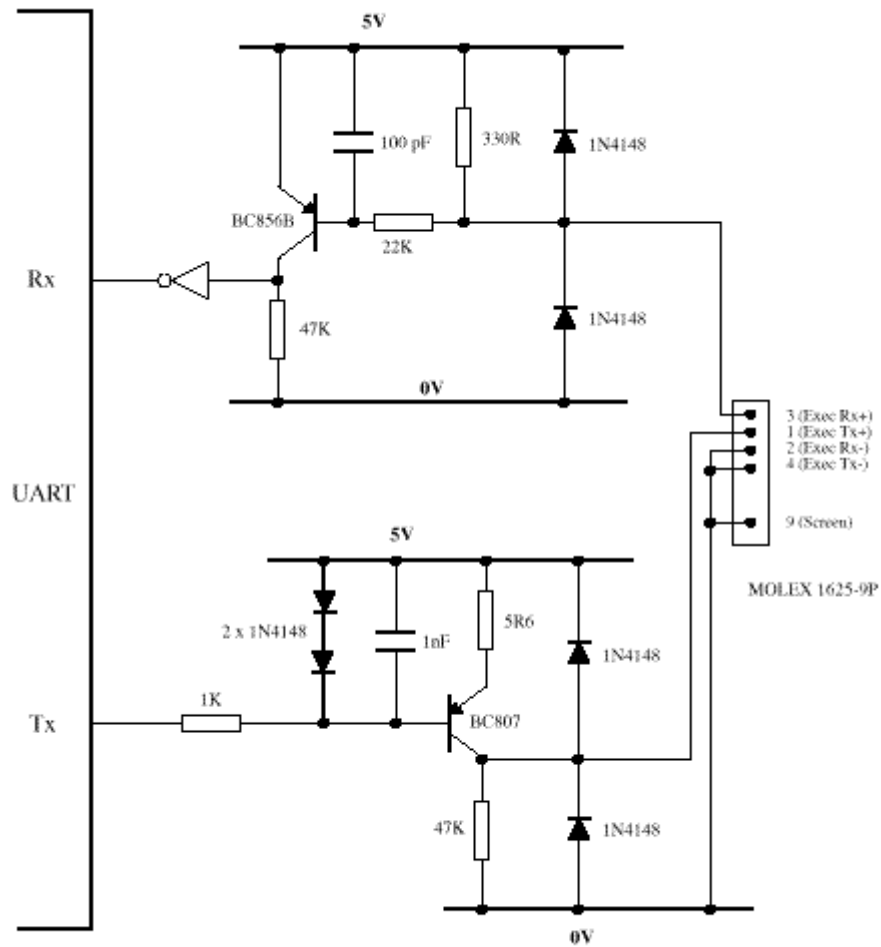 5V
100 pF
330R
1N4148
BC856B
22K
Rx
47K
1N4148
0V
3 (Exec Rx+)
1 (Exec Tx+)
2 (Exec Rx-)
4 (Exec Tx-)
UART
9 (Screen)
5V
MOLEX 1625-9P
2 x 1N4148
1nF
5R6
1N4148
1K
Tx
BC807
47K
1N4148
0V